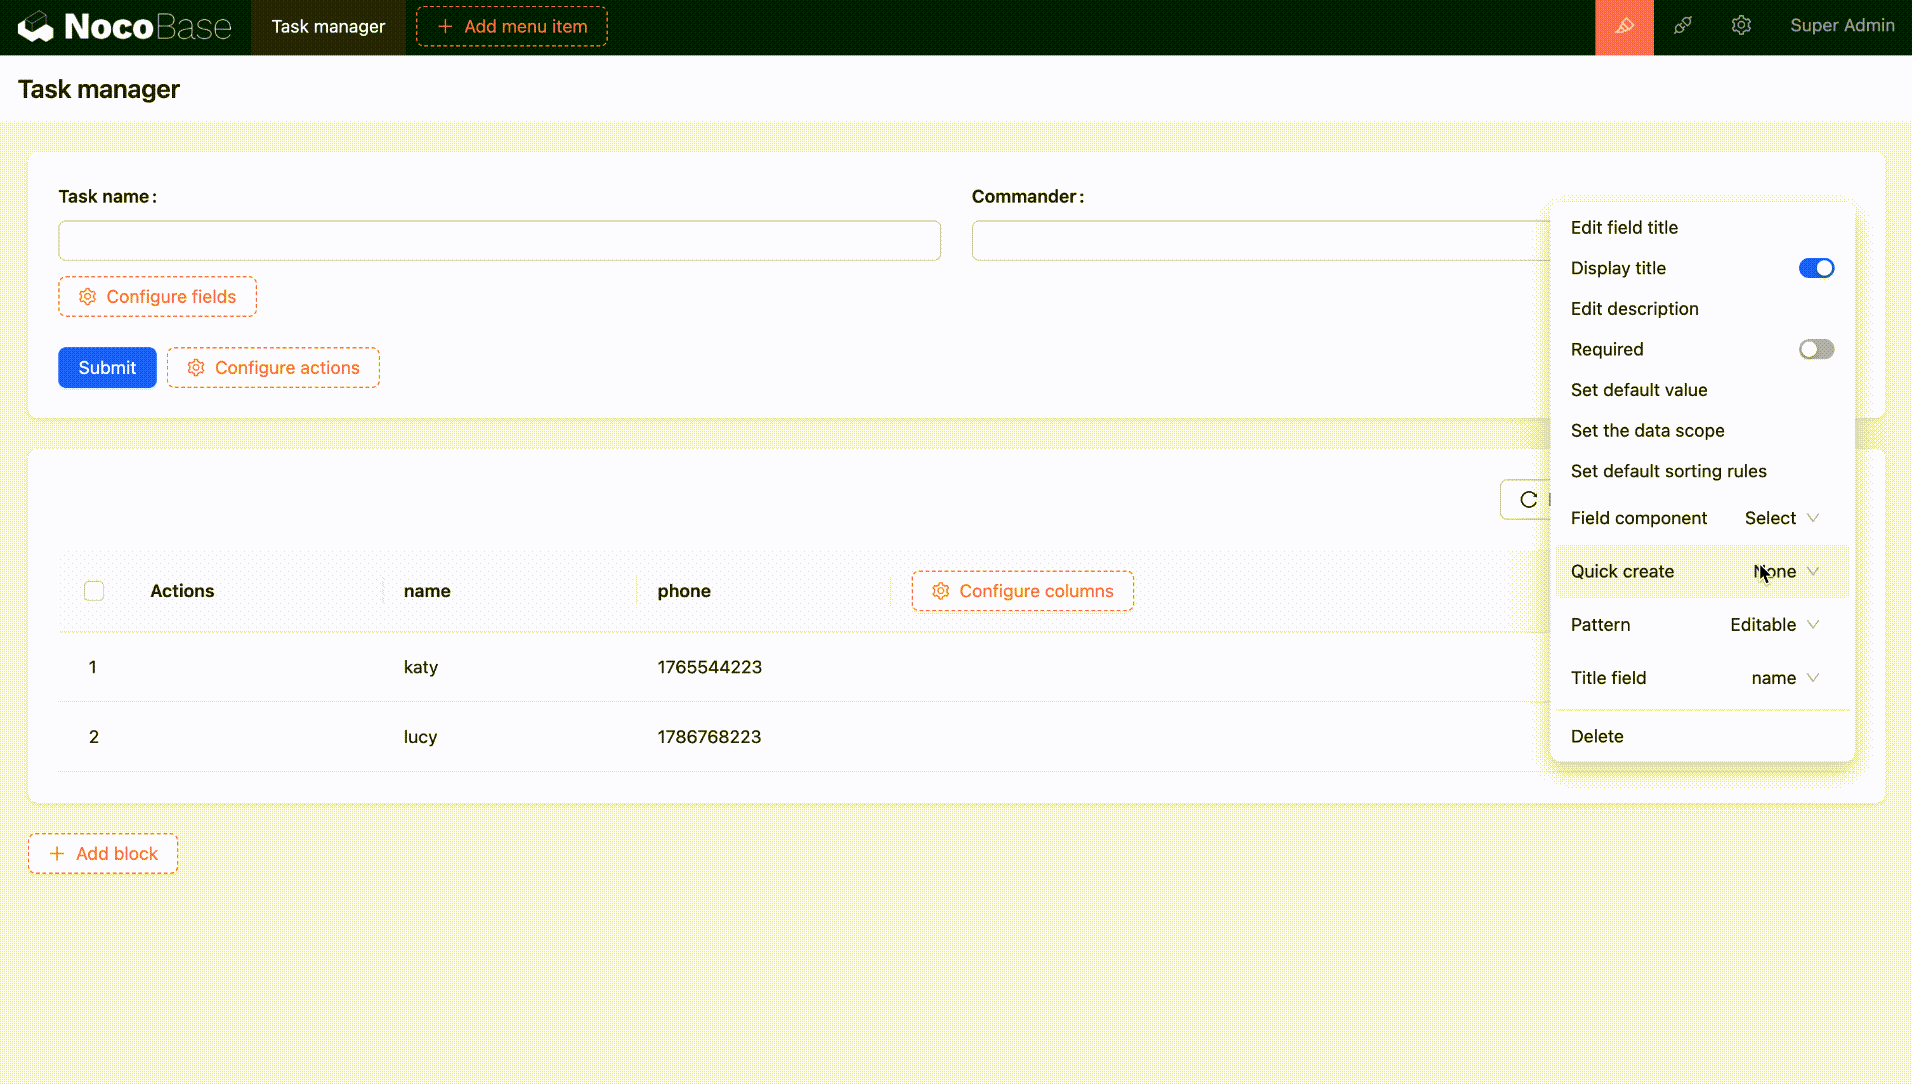 NocoBase Task manager Add menu item Super Admin
Task manager
Task name: Commander:
Configure fields
Submit Configure actions
Edit field title
Display title
Edit description
Required
Set default value
Set the data scope
Set default sorting rules
Field component Select
Quick create None
Pattern Editable
Title field name
Delete
Actions name phone Configure columns
1 katy 1765544223
2 lucy 1786768223
Add block